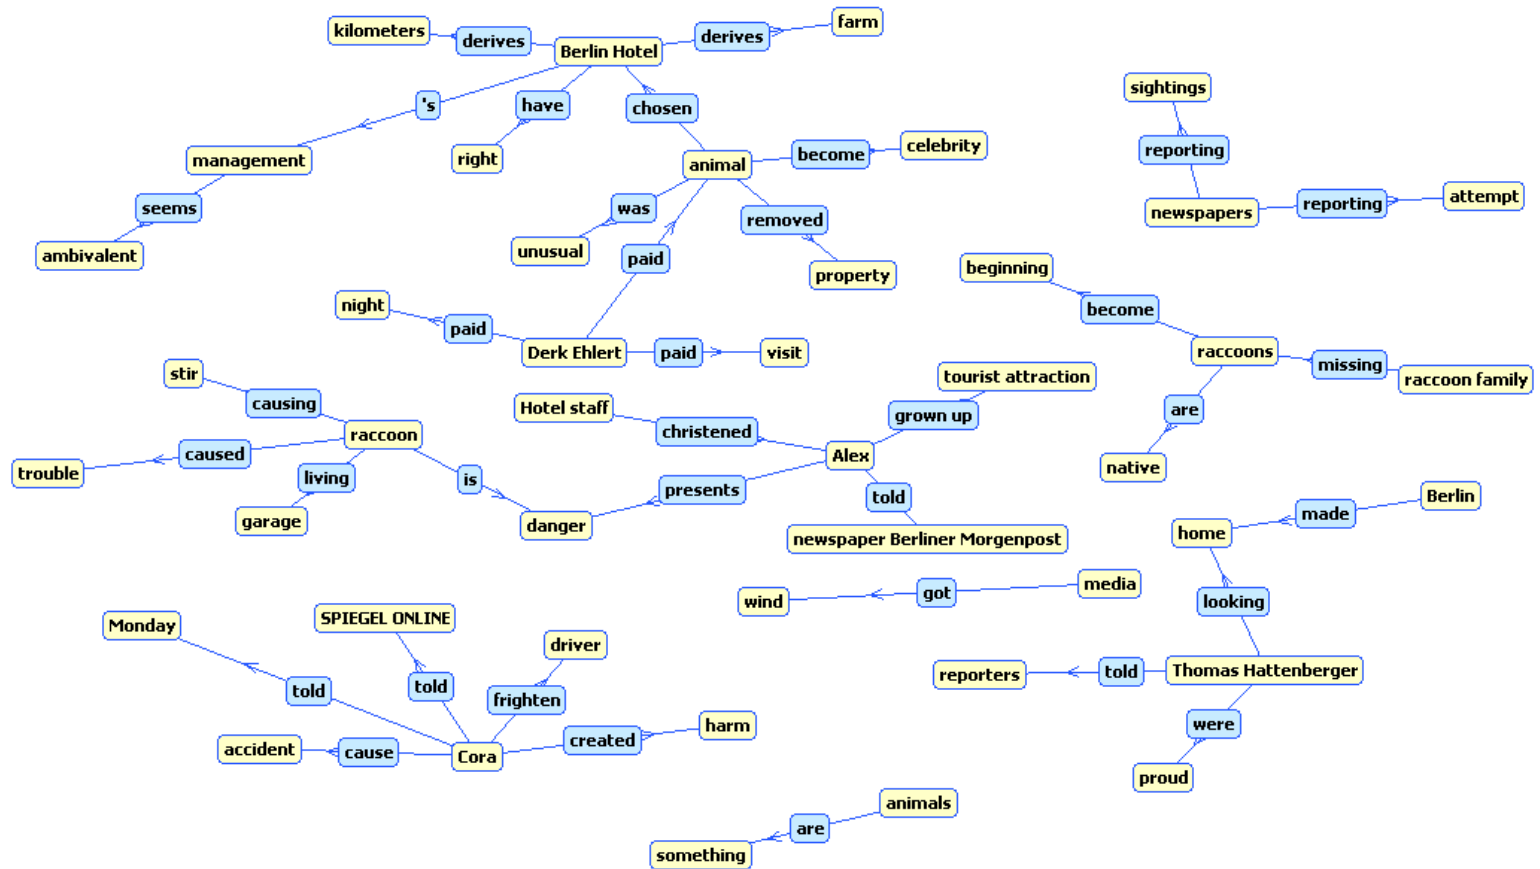 kilometers
derives
Berlin Hotel
derives
farm
's
have
chosen
management
right
animal
become
celebrity
seems
was
removed
ambivalent
unusual
paid
property
sightings
reporting
newspapers
reporting
attempt
night
paid
Derk Ehlert
paid
visit
beginning
become
raccoons
missing
raccoon family
are
native
stir
causing
raccoon
caused
trouble
living
garage
is
danger
Hotel staff
christened
tourist attraction
grown up
Alex
presents
told
newspaper Berliner Morgenpost
Berlin
made
home
looking
wind
got
media
Thomas Hattenberger
told
reporters
were
proud
Monday
told
SPIEGEL ONLINE
told
driver
frighten
accident
cause
Cora
created
harm
animals
are
something